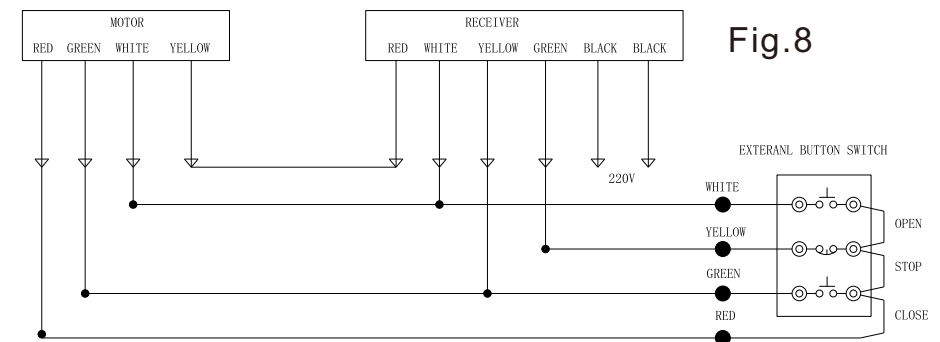 MOTOR
RED GREEN WHITE YELLOW
RECEIVER
RED WHITE YELLOW GREEN BLACK BLACK
Fig.8
220V
EXTERANL BUTTON SWITCH
WHITE
OPEN
YELLOW
STOP
GREEN
CLOSE
RED